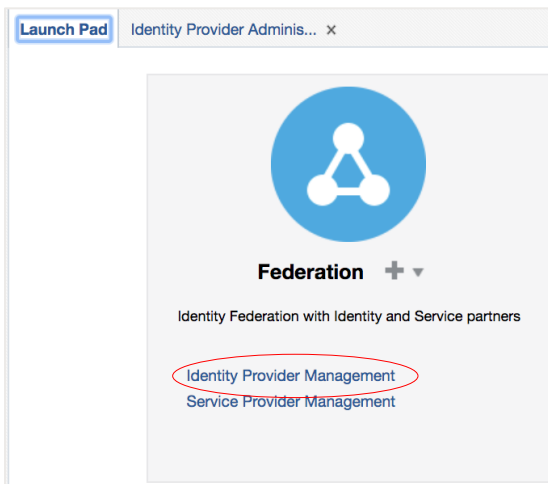 Launch Pad
Identity Provider Adminis... ×
Federation
Identity Federation with Identity and Service partners
Identity Provider Management
Service Provider Management